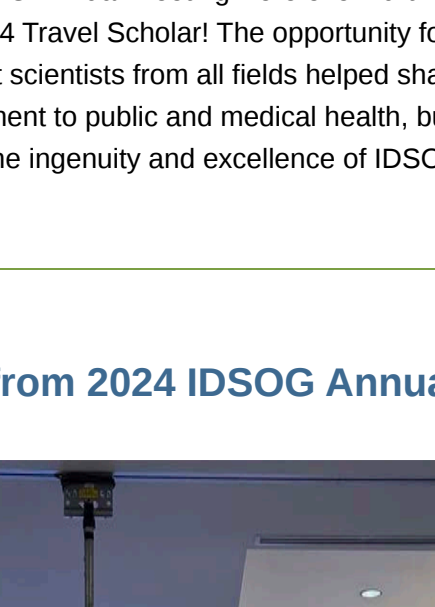 4 Travel Scholar! The opportunity fo
t scientists from all fields helped sha
nent to public and medical health, bu
he ingenuity and excellence of IDSO
from 2024 IDSOG Annua